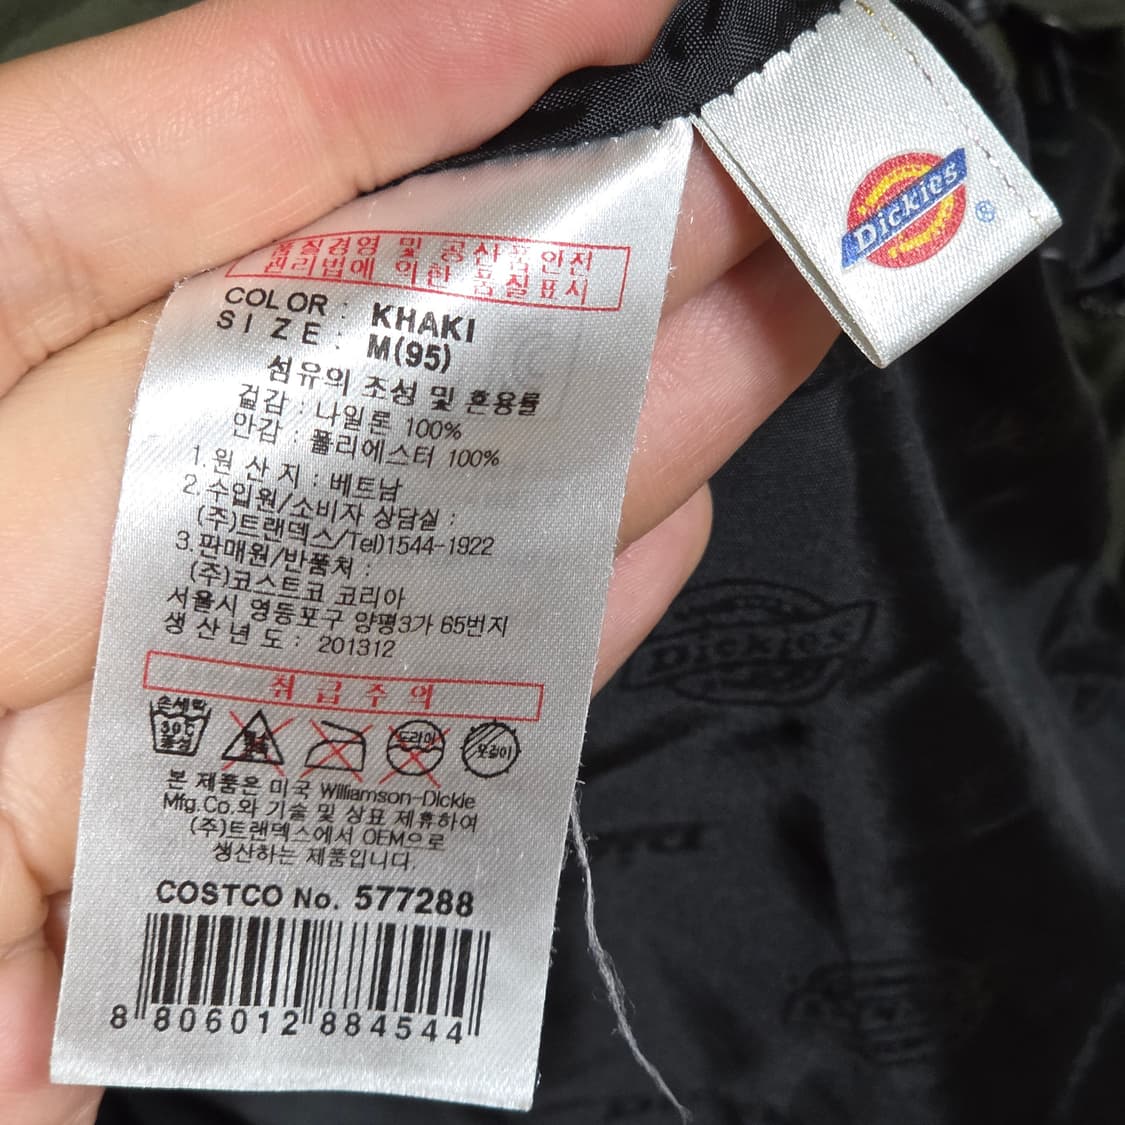 Dickies ®
품질경영 및 공산품안전
관리법에 의한 품질표시
COLOR : KHAKI
SIZE : M(95)
섬유의 조성 및 혼용률
겉감 : 나일론 100%
안감 : 폴리에스터 100%
1. 원 산 지 : 베트남
2. 수입원/소비자 상담실 :
(주)트랜덱스/Tel)1544-1922
3. 판매원/반품처 :
(주)코스트코 코리아
서울시 영등포구 양평3가 65번지
생 산 년 도 : 201312
취 급 주 의
손세탁 30℃ 중성
드라이
본 제품은 미국 Williamson-Dickie
Mfg.Co.와 기술 및 상표 제휴하여
(주)트랜덱스에서 OEM으로
생산하는 제품입니다.
COSTCO No. 577288
8 806012 884544
Dickies